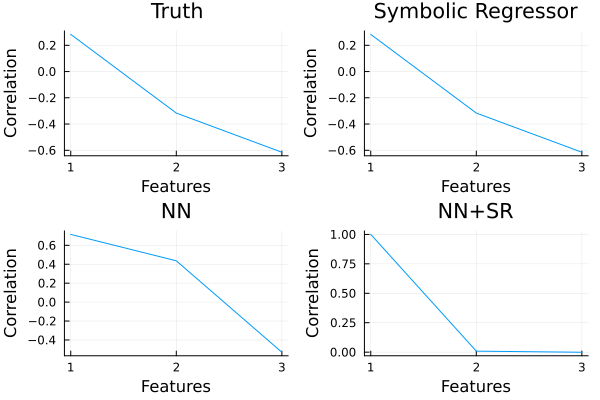 Truth
Correlation
0.2
0.0
−0.2
−0.4
−0.6
1 2 3
Features
Symbolic Regressor
Correlation
0.2
0.0
−0.2
−0.4
−0.6
1 2 3
Features
NN
Correlation
0.6
0.4
0.2
0.0
−0.2
−0.4
1 2 3
Features
NN+SR
Correlation
1.00
0.75
0.50
0.25
0.00
1 2 3
Features